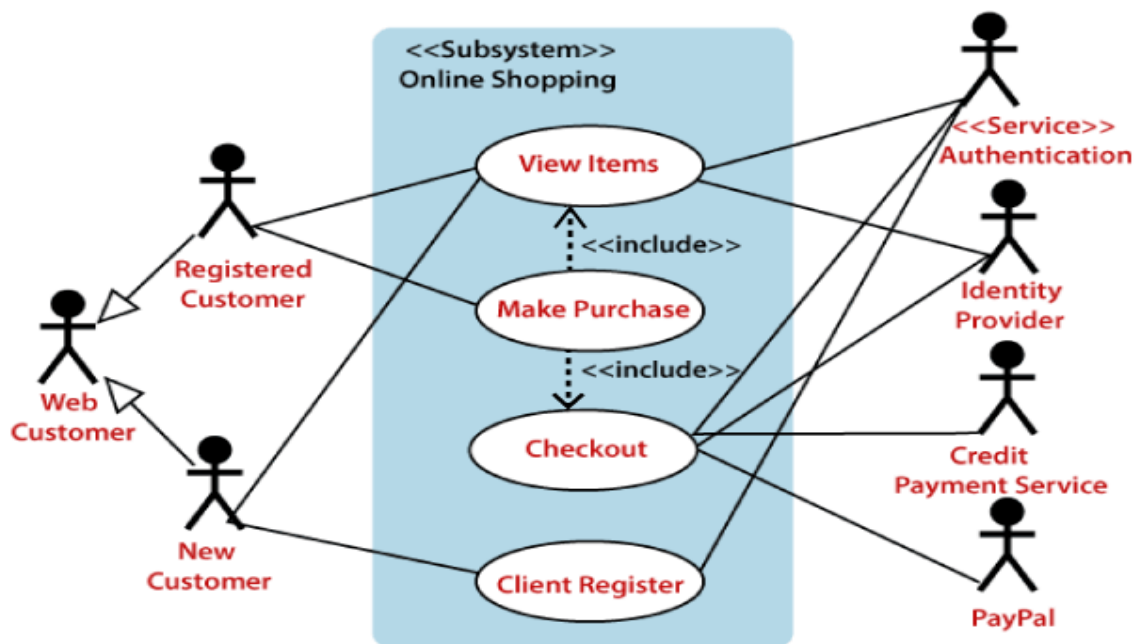 <<Subsystem>>
Online Shopping
View Items
<<include>>
Make Purchase
<<include>>
Checkout
Client Register
Registered
Customer
Web
Customer
New
Customer
<<Service>>
Authentication
Identity
Provider
Credit
Payment Service
PayPal